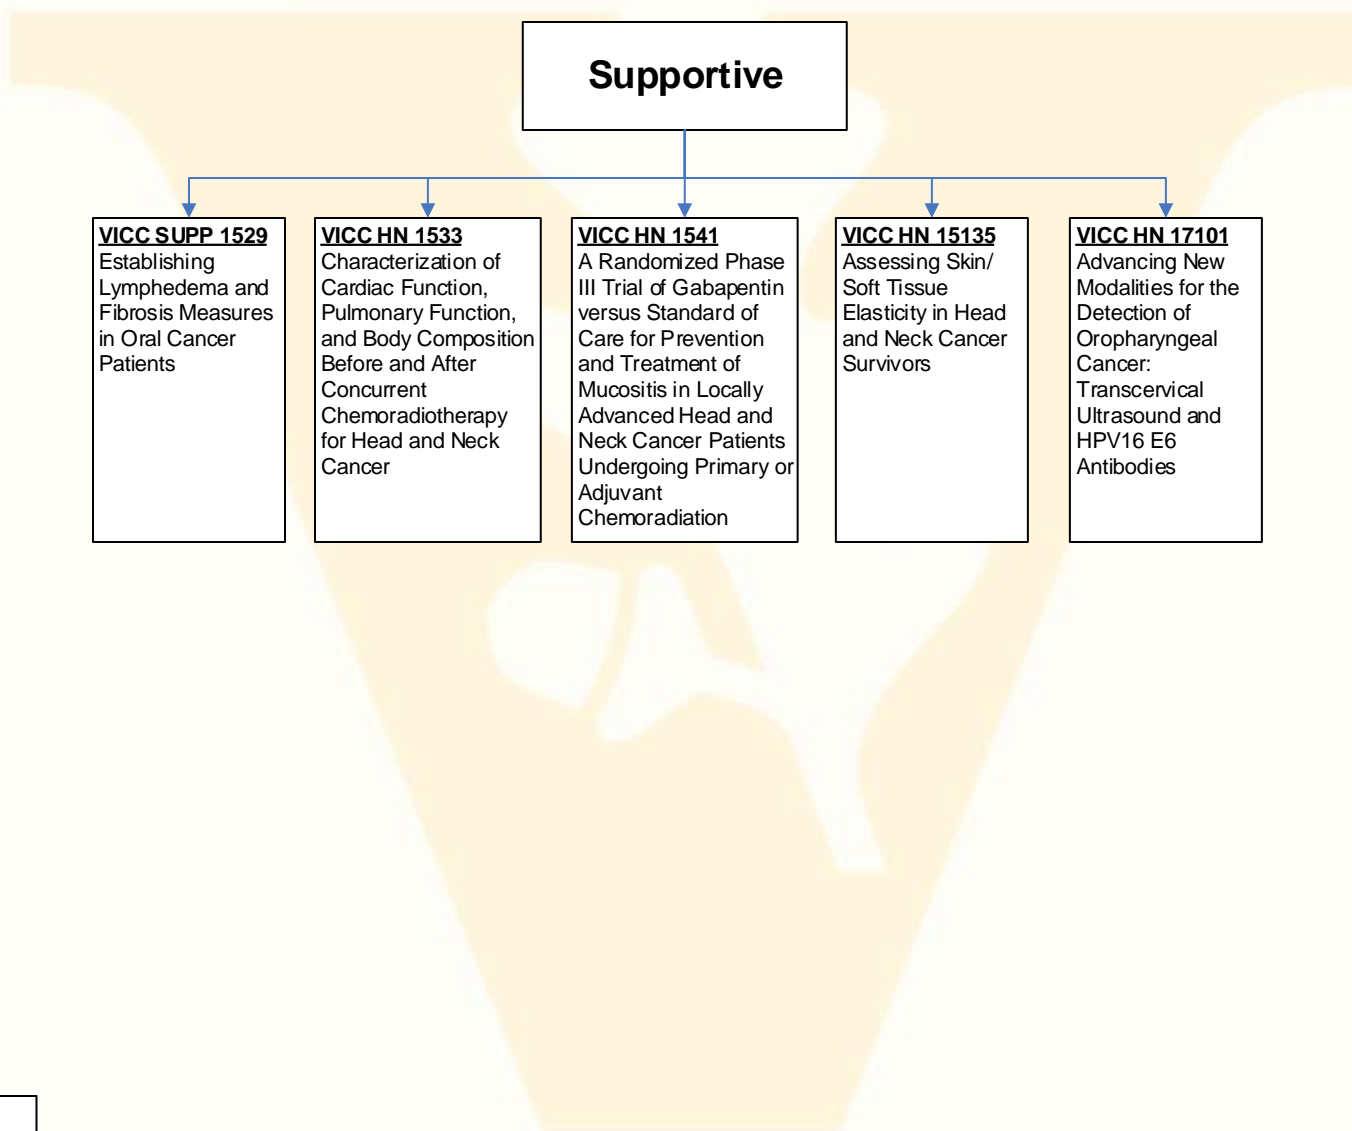 Supportive
VICC SUPP 1529
Establishing
Lymphedema and
Fibrosis Measures
in Oral Cancer
Patients
VICC HN 1533
Characterization of
Cardiac Function,
Pulmonary Function,
and Body Composition
Before and After
Concurrent
Chemoradiotherapy
for Head and Neck
Cancer
VICC HN 1541
A Randomized Phase
III Trial of Gabapentin
versus Standard of
Care for Prevention
and Treatment of
Mucositis in Locally
Advanced Head and
Neck Cancer Patients
Undergoing Primary or
Adjuvant
Chemoradiation
VICC HN 15135
Assessing Skin/
Soft Tissue
Elasticity in Head
and Neck Cancer
Survivors
VICC HN 17101
Advancing New
Modalities for the
Detection of
Oropharyngeal
Cancer:
Transcervical
Ultrasound and
HPV16 E6
Antibodies